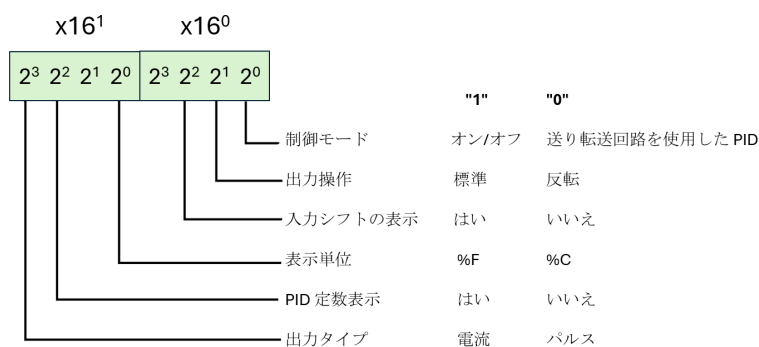 x16¹ x16⁰
2³ 2² 2¹ 2⁰ 2³ 2² 2¹ 2⁰
"1" "0"
制御モード オン/オフ 送り転送回路を使用した PID
出力操作 標準 反転
入力シフトの表示 はい いいえ
表示単位 %F %C
PID 定数表示 はい いいえ
出力タイプ 電流 パルス